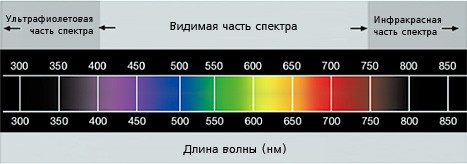 Ультрафиолетовая
часть спектра
Видимая часть спектра
Инфракрасная
часть спектра
300 350 400 450 500 550 600 650 700 750 800 850
300 350 400 450 500 550 600 650 700 750 800 850
Длина волны (нм)